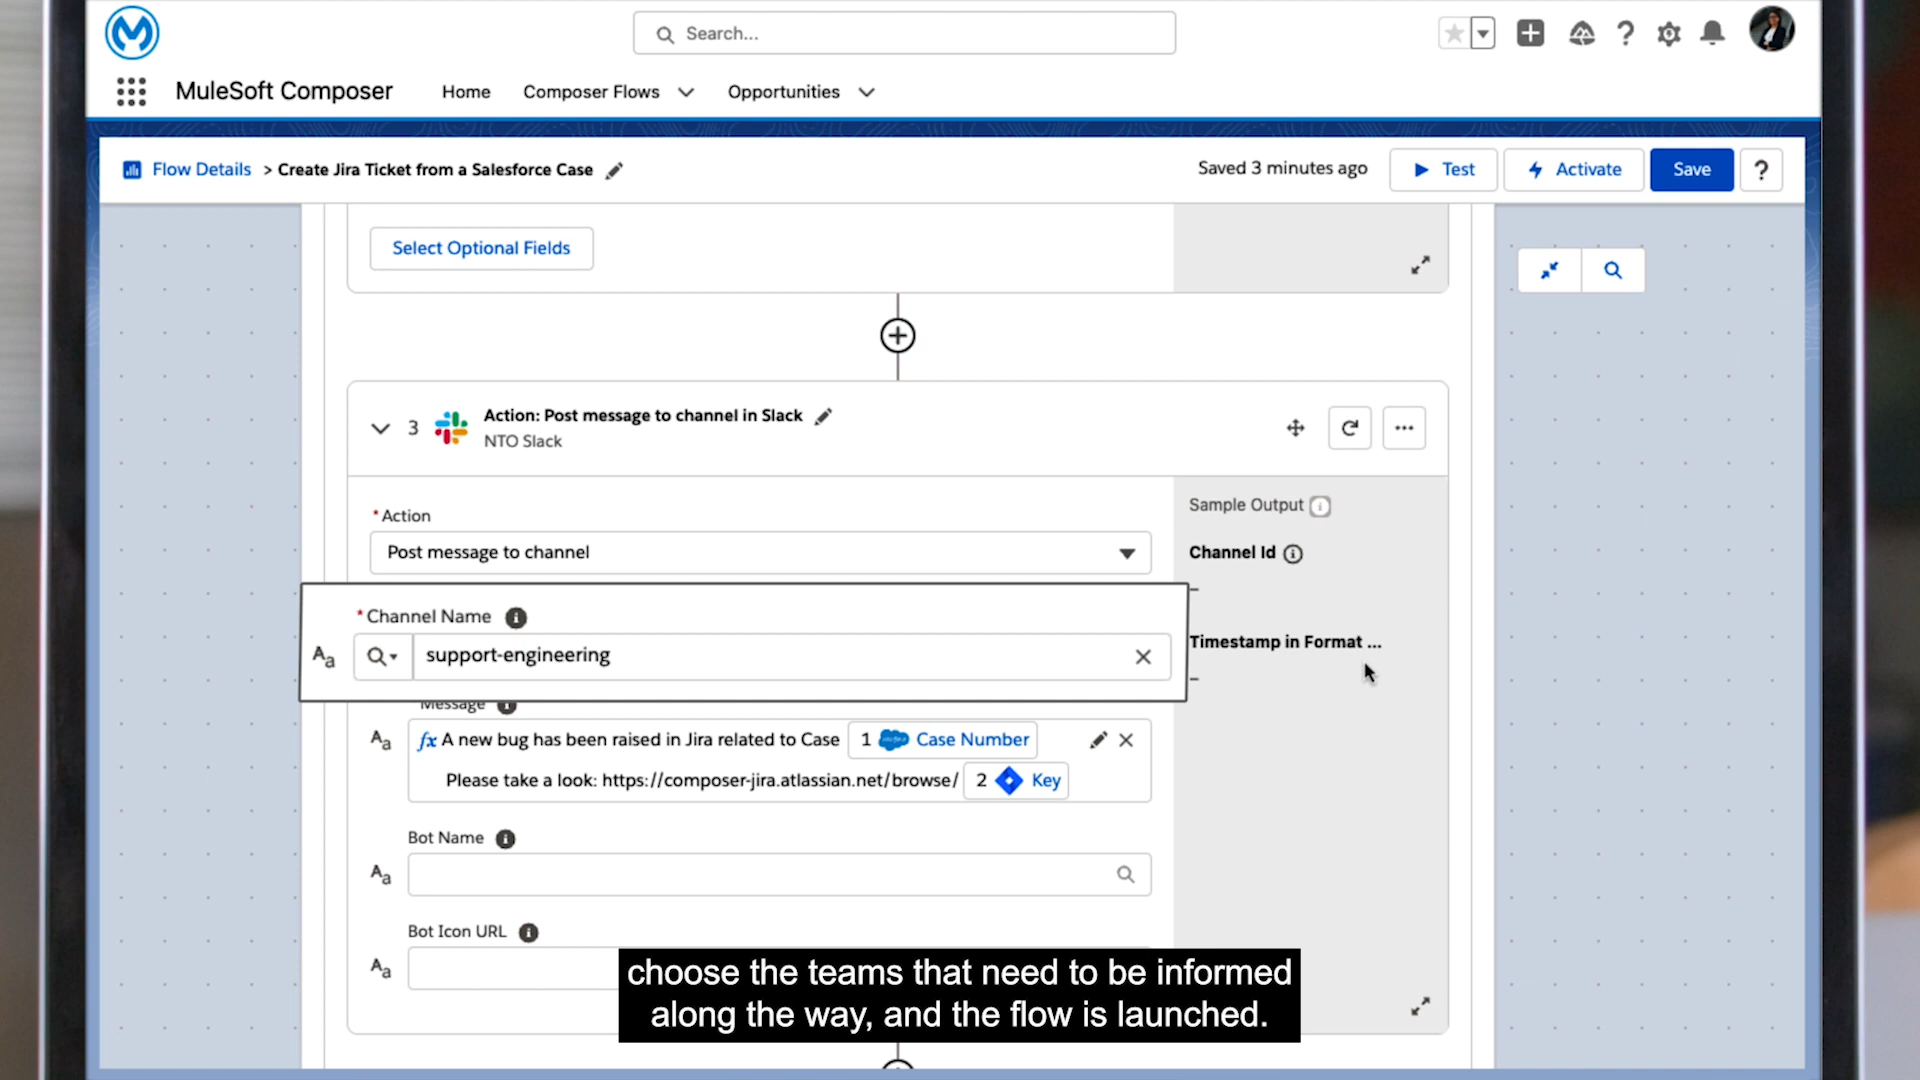 Search...
MuleSoft Composer
Home
Composer Flows
Opportunities
Flow Details > Create Jira Ticket from a Salesforce Case
Saved 3 minutes ago
Test
Activate
Save
?
Select Optional Fields
3
Action: Post message to channel in Slack
NTO Slack
*Action
Post message to channel
Sample Output
Channel Id
–
Timestamp in Format ...
–
*Channel Name
Aa
support-engineering
Message
Aa
fx A new bug has been raised in Jira related to Case 1 Case Number
Please take a look: https://composer-jira.atlassian.net/browse/ 2 Key
Bot Name
Aa
Bot Icon URL
Aa
choose the teams that need to be informed
along the way, and the flow is launched.